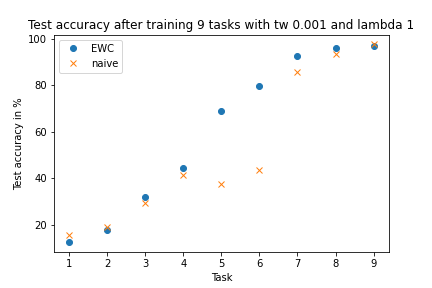 Test accuracy after training 9 tasks with tw 0.001 and lambda 1
EWC
naive
100
80
60
40
20
Test accuracy in %
1 2 3 4 5 6 7 8 9
Task